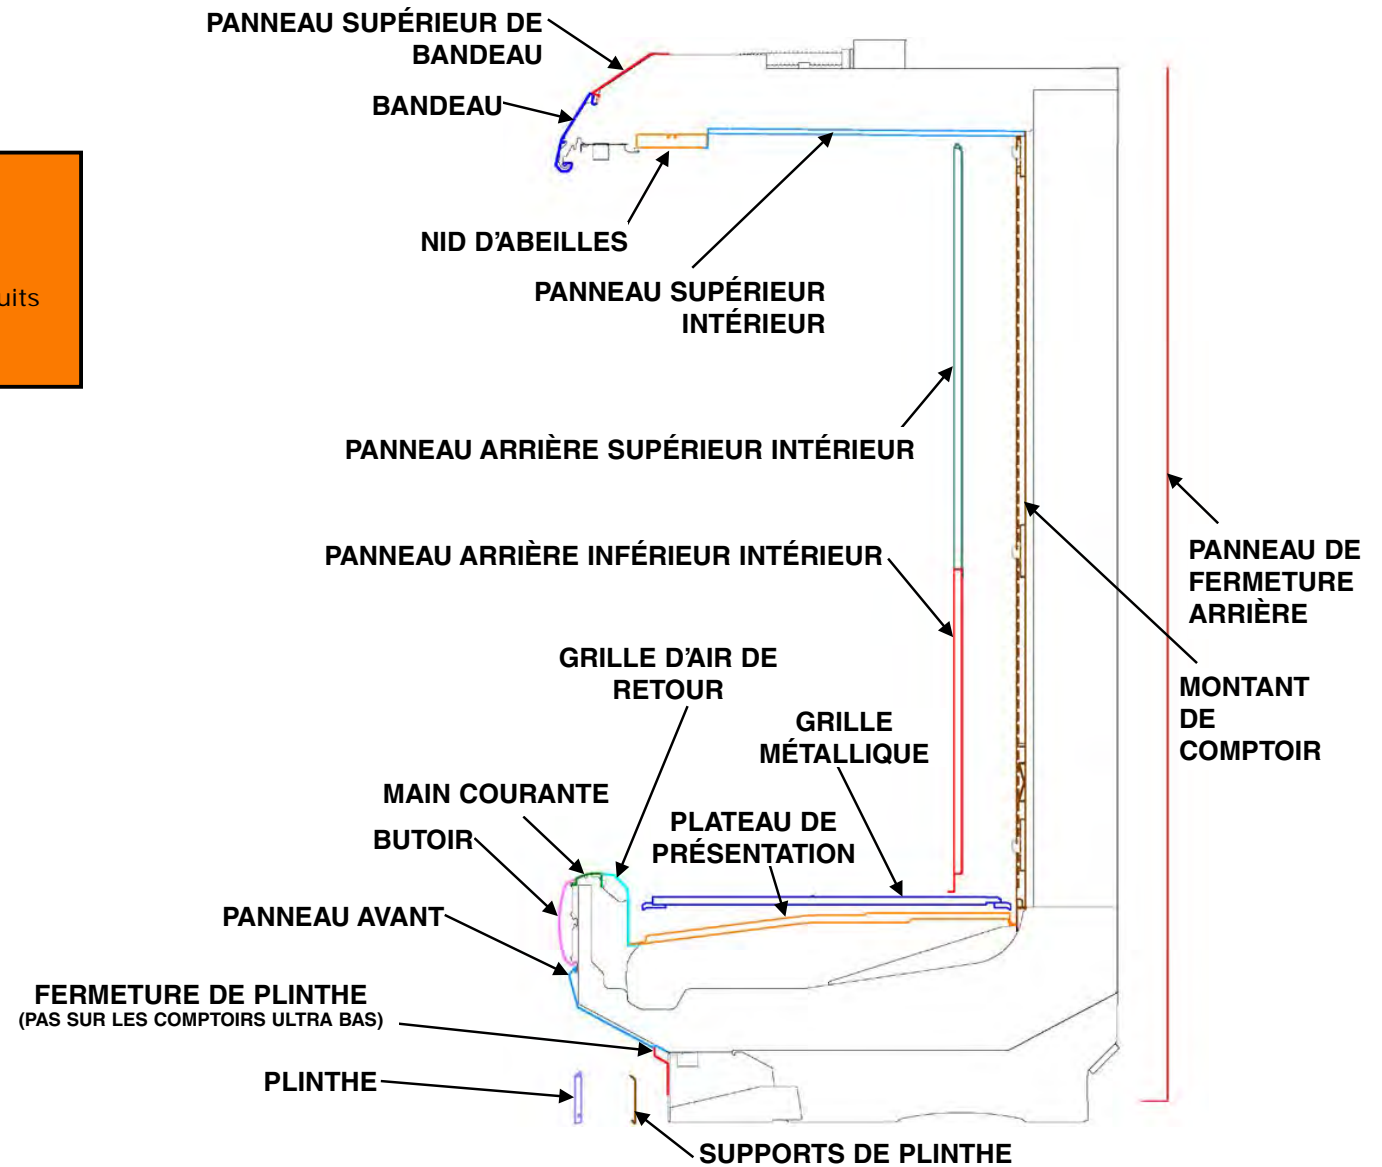 PANNEAU SUPÉRIEUR DE
BANDEAU
BANDEAU
uits
NID D'ABEILLES
PANNEAU SUPÉRIEUR
INTÉRIEUR
PANNEAU ARRIÈRE SUPÉRIEUR INTÉRIEUR
PANNEAU ARRIÈRE INFÉRIEUR INTÉRIEUR
PANNEAU DE
FERMETURE
ARRIÈRE
GRILLE D'AIR DE
RETOUR
MONTANT
DE
COMPTOIR
GRILLE
MÉTALLIQUE
MAIN COURANTE
BUTOIR
PLATEAU DE
PRÉSENTATION
PANNEAU AVANT
FERMETURE DE PLINTHE
(PAS SUR LES COMPTOIRS ULTRA BAS)
PLINTHE
SUPPORTS DE PLINTHE